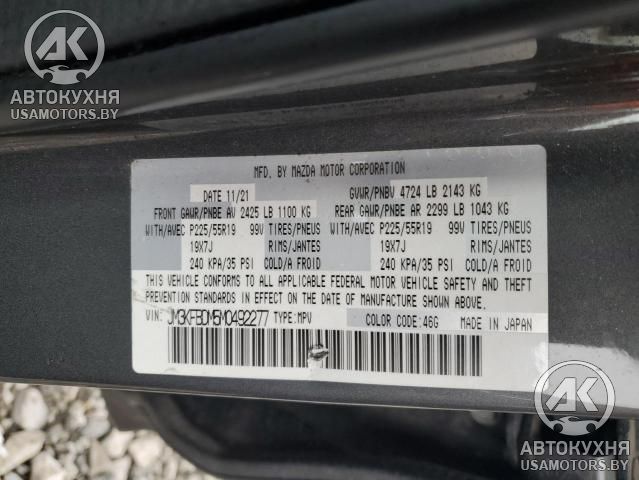 AK
АВТОКУХНЯ
USAMOTORS.BY
MFD. BY MAZDA MOTOR CORPORATION
DATE 11/21 GVWR/PNBV 4724 LB 2143 KG
FRONT GAWR/PNBE AV 2425 LB 1100 KG REAR GAWR/PNBE AR 2299 LB 1043 KG
WITH/AVEC P225/55R19 99V TIRES/PNEUS WITH/AVEC P225/55R19 99V TIRES/PNEUS
19X7J RIMS/JANTES 19X7J RIMS/JANTES
240 KPA/35 PSI COLD/A FROID 240 KPA/35 PSI COLD/A FROID
THIS VEHICLE CONFORMS TO ALL APPLICABLE FEDERAL MOTOR VEHICLE SAFETY AND THEFT
PREVENTION STANDARDS IN EFFECT ON THE DATE OF MANUFACTURE SHOWN ABOVE.
VIN: JM3KFBDM5M0492277 TYPE:MPV COLOR CODE:46G MADE IN JAPAN
AK
АВТОКУХНЯ
USAMOTORS.BY